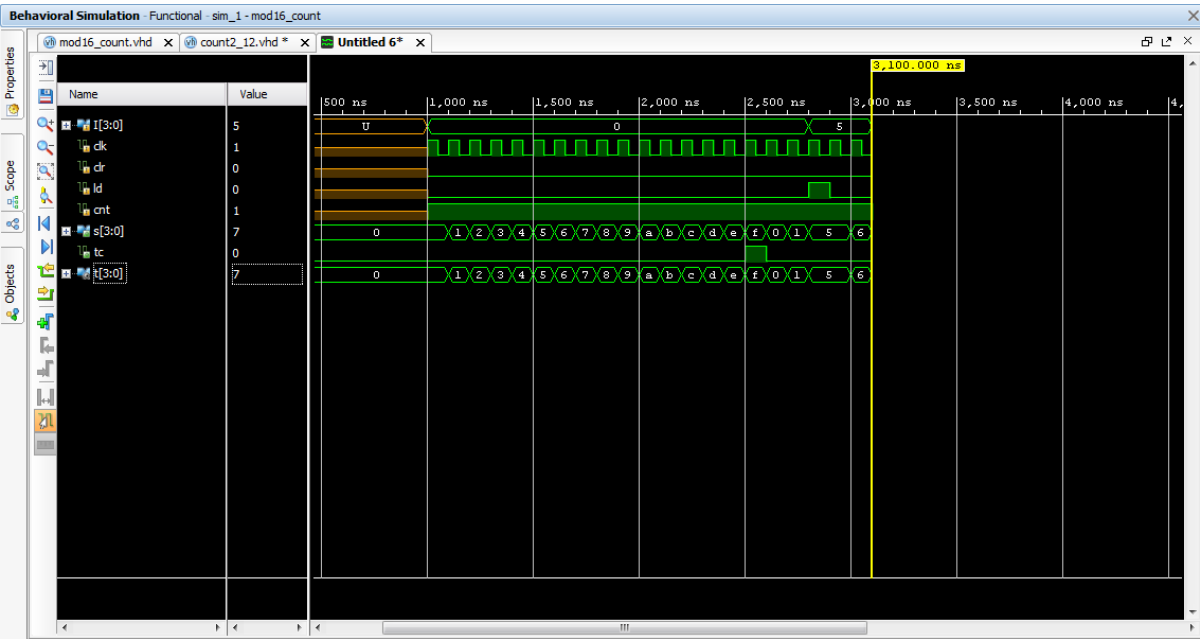 Behavioral Simulation - Functional - sim_1 - mod16_count
mod16_count.vhd
count2_12.vhd *
Untitled 6*
Properties
Scope
Objects
3,100.000 ns
Name
Value
500 ns
1,000 ns
1,500 ns
2,000 ns
2,500 ns
3,000 ns
3,500 ns
4,000 ns
4,
I[3:0] 5 U 0 5
clk 1
clr 0
ld 0
cnt 1
s[3:0] 7 0 1 2 3 4 5 6 7 8 9 a b c d e f 0 1 5 6
tc 0
t[3:0] 7 0 1 2 3 4 5 6 7 8 9 a b c d e f 0 1 5 6